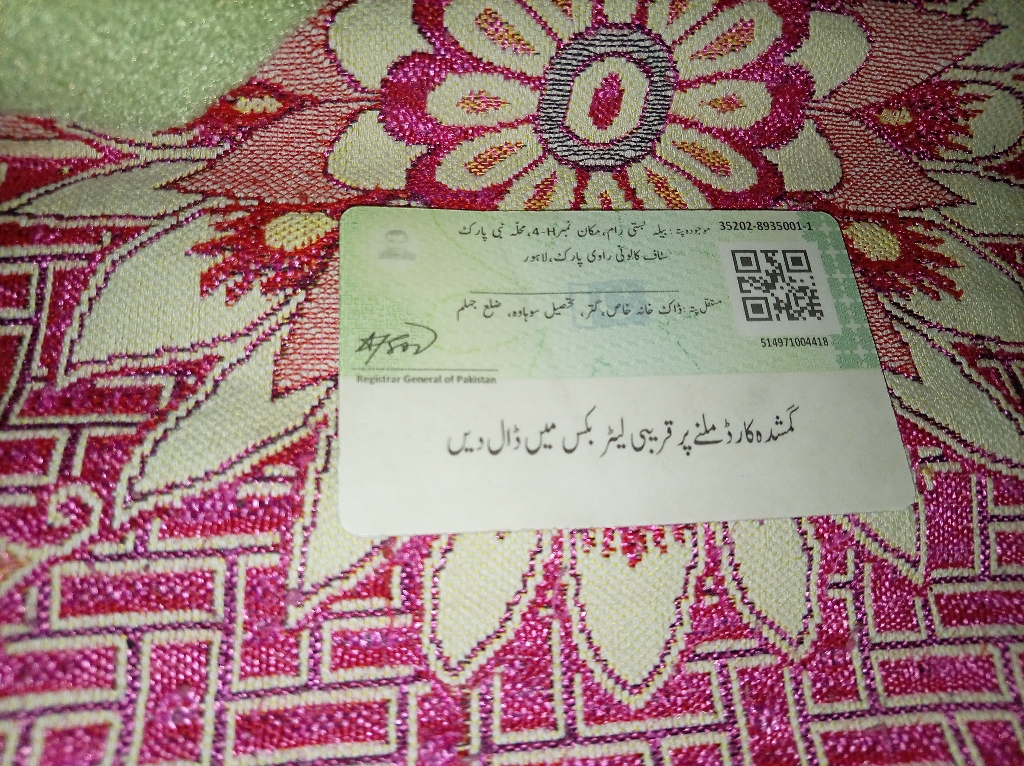 35202-8935001-1
موجودہ پتہ: بیلہ بستی رام، مکان نمبر 4-H، محلہ نبی پارک
سٹاف کالونی راوی پارک، لاہور
مستقل پتہ: ڈاک خانہ خاص، گتر، تحصیل سوہاوہ، ضلع جہلم
514971004418
Registrar General of Pakistan
گمشدہ کارڈ ملنے پر قریبی لیٹر بکس میں ڈال دیں